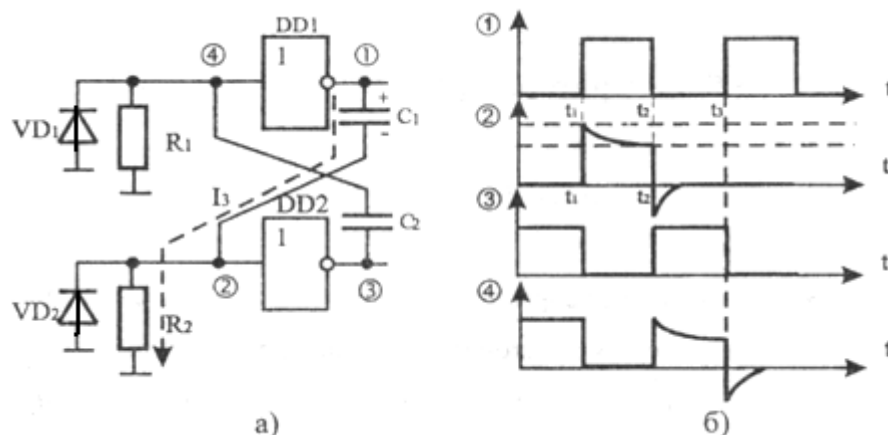 DD1
④
1
①
+
C₁
-
VD₁
R₁
I₃
DD2
C₂
1
②
③
VD₂
R₂
а)
①
t
t₁
t₂
t₃
②
t
t₁
t₂
③
t
④
t
б)